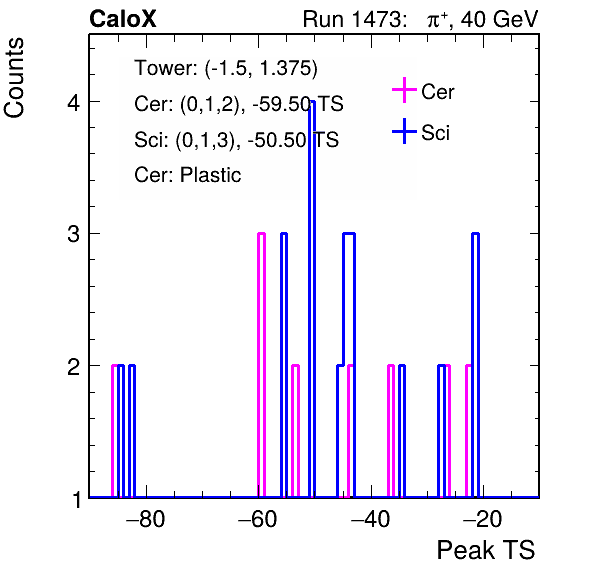 CaloX Run 1473: π⁺, 40 GeV
Counts
Tower: (-1.5, 1.375)
Cer: (0,1,2), -59.50 TS
Sci: (0,1,3), -50.50 TS
Cer: Plastic
Cer
Sci
4
3
2
1
−80 −60 −40 −20
Peak TS